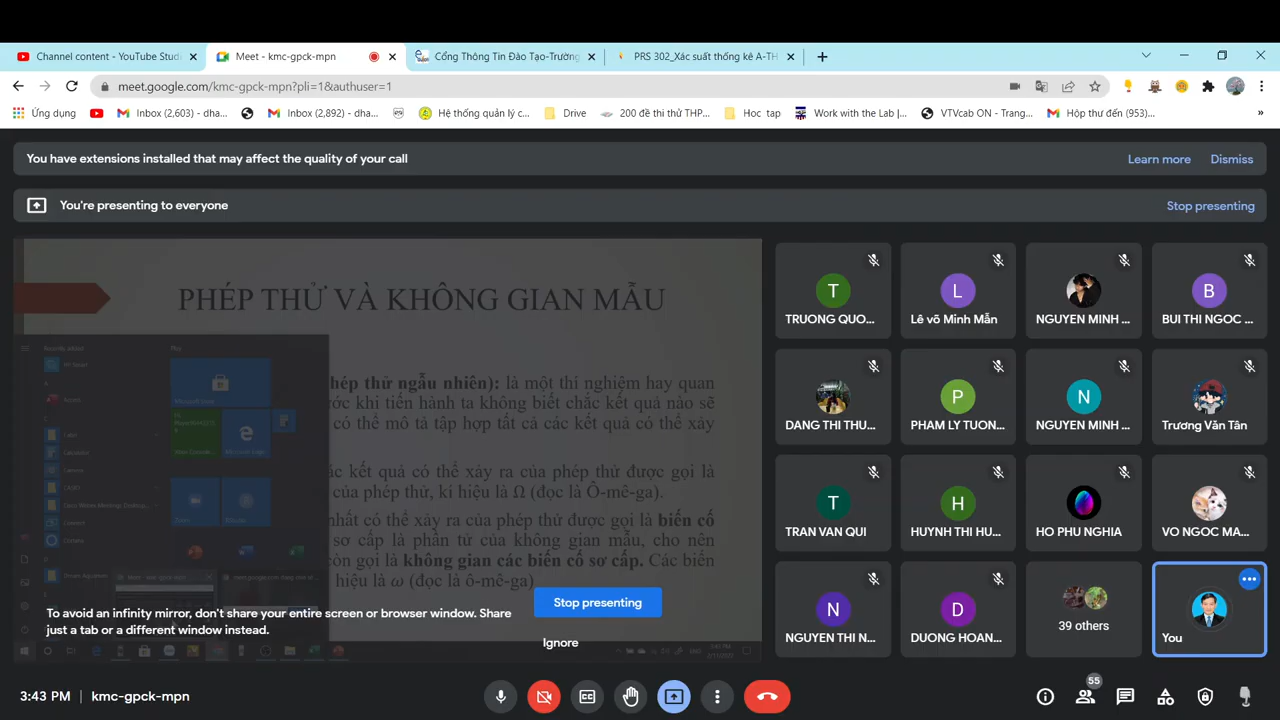 Channel content - YouTube Stud
Meet - kmc-gpck-mpn
Cổng Thông Tin Đào Tạo-Trường
PRS 302_Xác suất thống kê A-TH
meet.google.com/kmc-gpck-mpn?pli=1&authuser=1
Ứng dụng
Inbox (2,603) - dha...
Inbox (2,892) - dha...
Hệ thống quản lý c...
Drive
200 đề thi thử THP...
Hoc tap
Work with the Lab |...
VTVcab ON - Trang...
Hộp thư đến (953)...
»
You have extensions installed that may affect the quality of your call
Learn more
Dismiss
You're presenting to everyone
Stop presenting
PHÉP THỬ VÀ KHÔNG GIAN MẪU
hép thử ngẫu nhiên): là một thí nghiệm hay quan
ớc khi tiến hành ta không biết chắc kết quả nào sẽ
có thể mô tả tập hợp tất cả các kết quả có thể xảy
ác kết quả có thể xảy ra của phép thử được gọi là
của phép thử, kí hiệu là Ω (đọc là Ô-mê-ga).
nhất có thể xảy ra của phép thử được gọi là biến cố
sơ cấp là phần tử của không gian mẫu, cho nên
òn gọi là không gian các biến cố sơ cấp. Các biến
hiệu là ω (đọc là ô-mê-ga)
To avoid an infinity mirror, don't share your entire screen or browser window. Share
just a tab or a different window instead.
Stop presenting
Ignore
T
TRUONG QUO...
L
Lê võ Minh Mẫn
NGUYEN MINH ...
B
BUI THI NGOC ...
DANG THI THU...
P
PHAM LY TUON...
N
NGUYEN MINH ...
Trương Văn Tân
T
TRAN VAN QUI
H
HUYNH THI HU...
HO PHU NGHIA
VO NGOC MA...
N
NGUYEN THI N...
D
DUONG HOAN...
39 others
You
3:43 PM
kmc-gpck-mpn
55